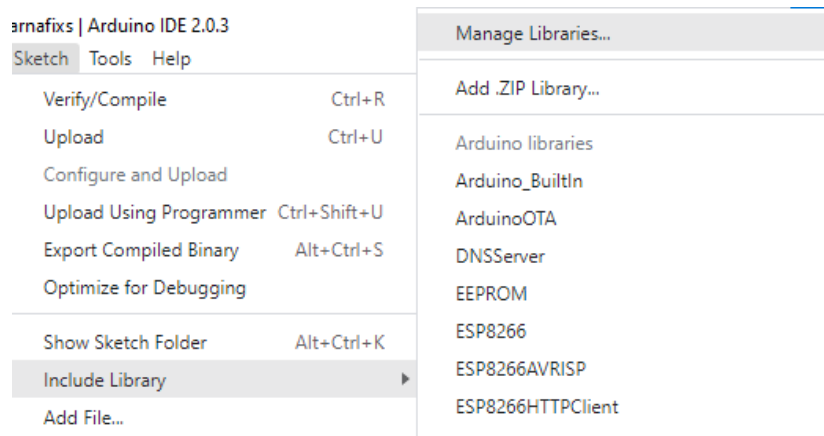 arnafixs | Arduino IDE 2.0.3
Sketch Tools Help
Verify/Compile Ctrl+R
Upload Ctrl+U
Configure and Upload
Upload Using Programmer Ctrl+Shift+U
Export Compiled Binary Alt+Ctrl+S
Optimize for Debugging
Show Sketch Folder Alt+Ctrl+K
Include Library
Add File...
Manage Libraries...
Add .ZIP Library...
Arduino libraries
Arduino_BuiltIn
ArduinoOTA
DNSServer
EEPROM
ESP8266
ESP8266AVRISP
ESP8266HTTPClient